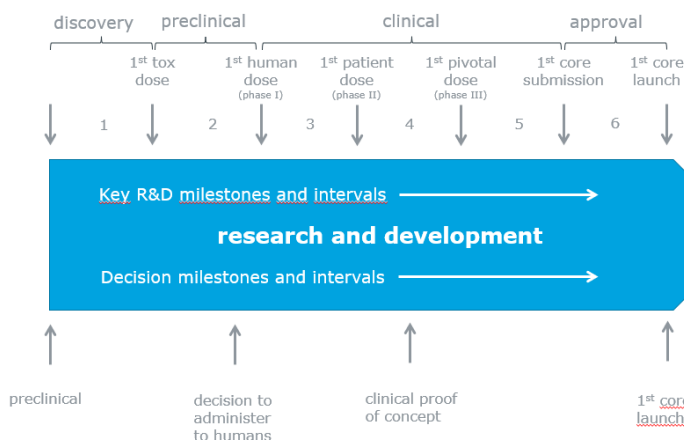 discovery preclinical clinical approval
1st tox dose
1st human dose (phase I)
1st patient dose (phase II)
1st pivotal dose (phase III)
1st core submission
1st core launch
1 2 3 4 5 6
Key R&D milestones and intervals
research and development
Decision milestones and intervals
preclinical
decision to
administer
to humans
clinical proof
of concept
1st core
launch